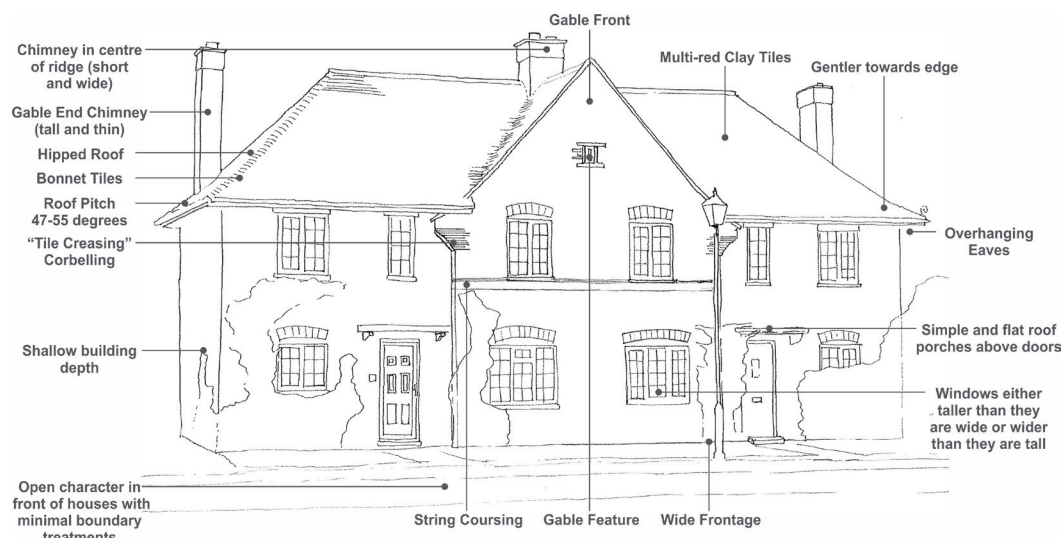 Gable Front
Chimney in centre
of ridge (short
and wide)
Multi-red Clay Tiles
Gentler towards edge
Gable End Chimney
(tall and thin)
Hipped Roof
Bonnet Tiles
Roof Pitch
47-55 degrees
“Tile Creasing”
Corbelling
Overhanging
Eaves
Shallow building
depth
Simple and flat roof
porches above doors
Windows either
taller than they
are wide or wider
than they are tall
Open character in
front of houses with
minimal boundary
treatments
String Coursing
Gable Feature
Wide Frontage